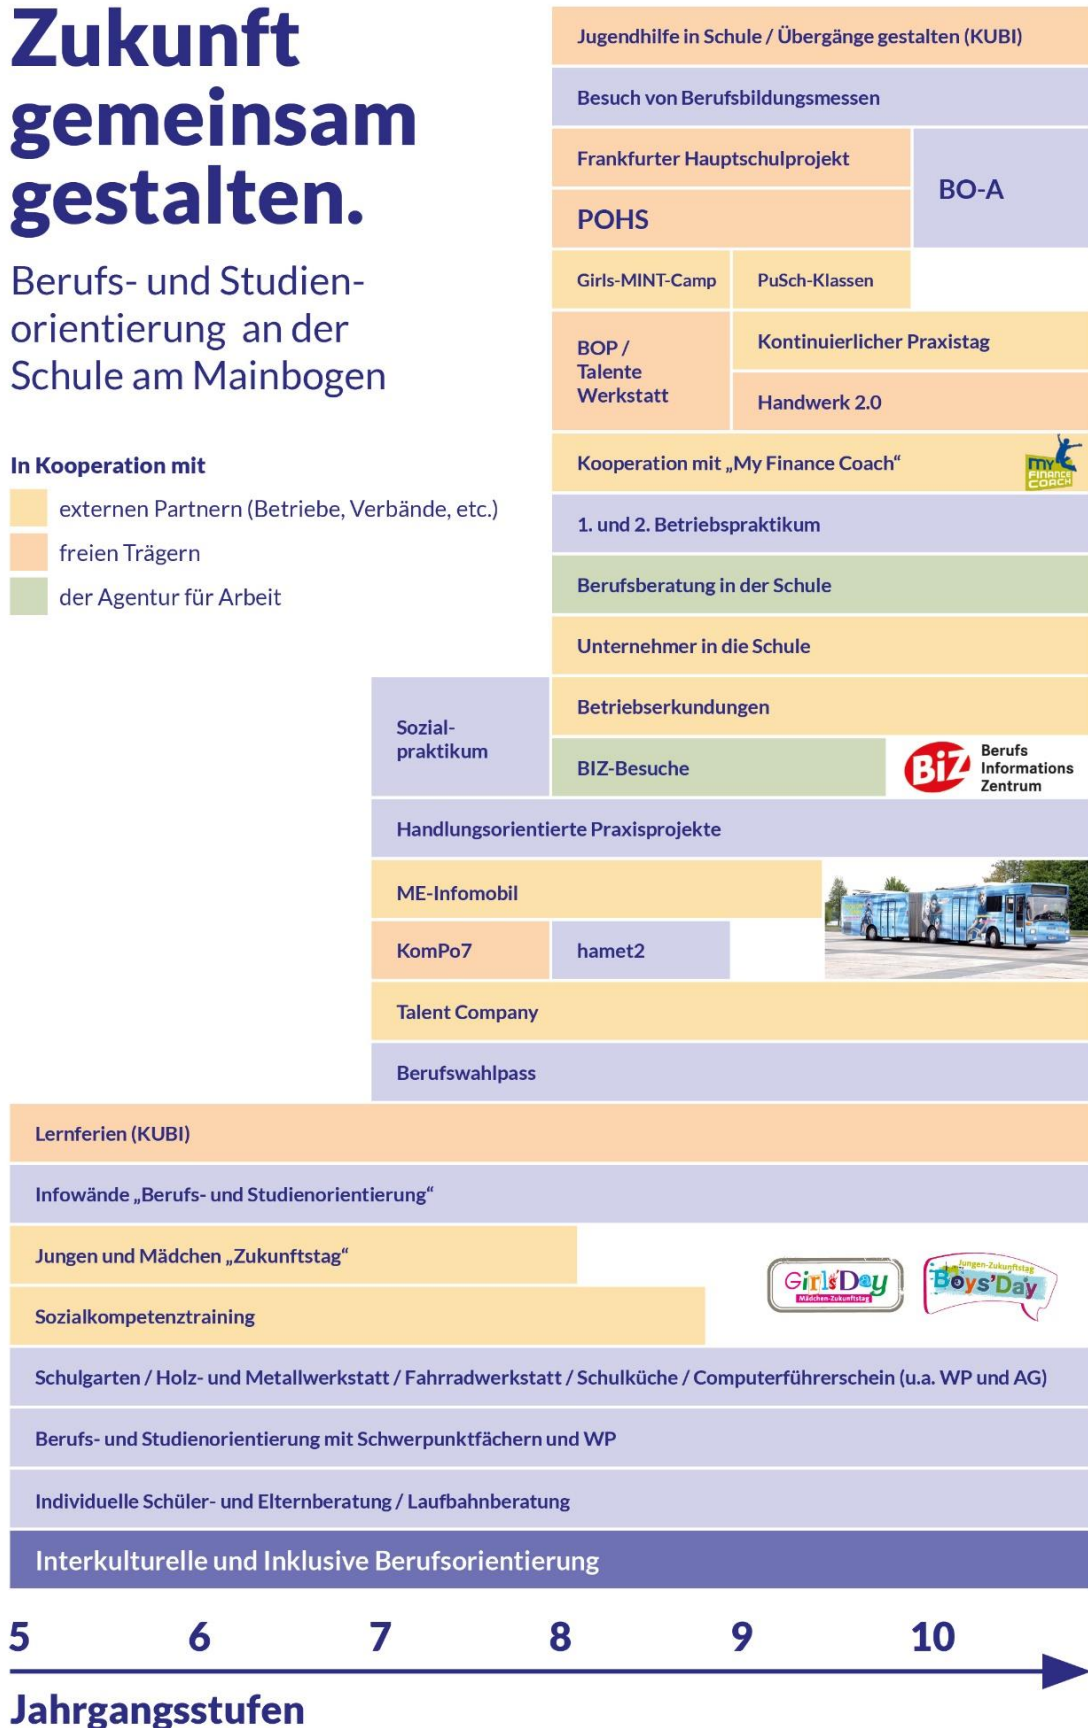 Zukunft
gemeinsam
gestalten.
Berufs- und Studien-
orientierung an der
Schule am Mainbogen
In Kooperation mit
externen Partnern (Betriebe, Verbände, etc.)
freien Trägern
der Agentur für Arbeit
Jugendhilfe in Schule / Übergänge gestalten (KUBI)
Besuch von Berufsbildungsmessen
Frankfurter Hauptschulprojekt
BO-A
POHS
Girls-MINT-Camp
PuSch-Klassen
BOP /
Talente
Werkstatt
Kontinuierlicher Praxistag
Handwerk 2.0
Kooperation mit „My Finance Coach“
my
FINANCE
COACH
1. und 2. Betriebspraktikum
Berufsberatung in der Schule
Unternehmer in die Schule
Sozial-
praktikum
Betriebserkundungen
BIZ-Besuche
BiZ
Berufs
Informations
Zentrum
Handlungsorientierte Praxisprojekte
ME-Infomobil
KomPo7
hamet2
Talent Company
Berufswahlpass
Lernferien (KUBI)
Infowände „Berufs- und Studienorientierung“
Jungen und Mädchen „Zukunftstag“
Girls'Day
Mädchen-Zukunftstag
Jungen-Zukunftstag
Boys'Day
Sozialkompetenztraining
Schulgarten / Holz- und Metallwerkstatt / Fahrradwerkstatt / Schulküche / Computerführerschein (u.a. WP und AG)
Berufs- und Studienorientierung mit Schwerpunktfächern und WP
Individuelle Schüler- und Elternberatung / Laufbahnberatung
Interkulturelle und Inklusive Berufsorientierung
5 6 7 8 9 10
Jahrgangsstufen